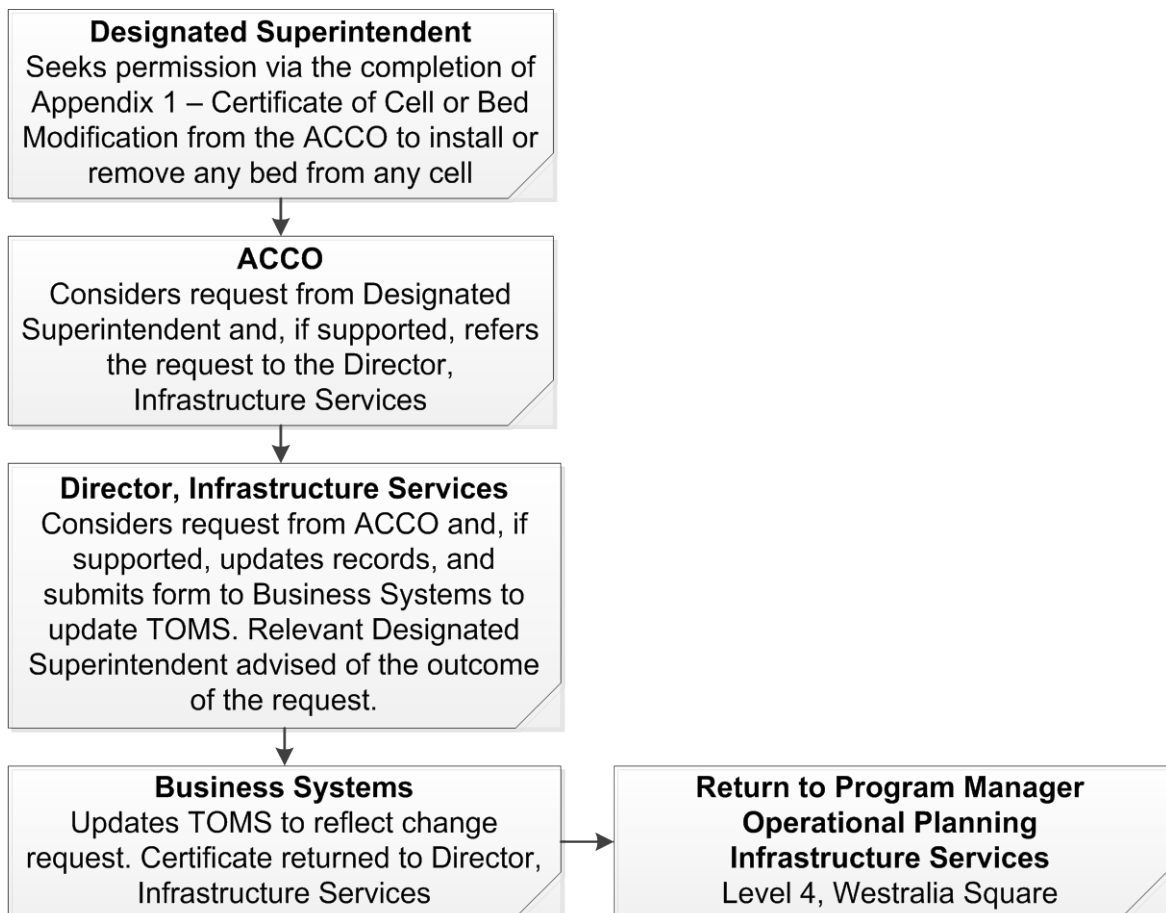 Designated Superintendent
Seeks permission via the completion of
Appendix 1 – Certificate of Cell or Bed
Modification from the ACCO to install or
remove any bed from any cell
ACCO
Considers request from Designated
Superintendent and, if supported, refers
the request to the Director,
Infrastructure Services
Director, Infrastructure Services
Considers request from ACCO and, if
supported, updates records, and
submits form to Business Systems to
update TOMS. Relevant Designated
Superintendent advised of the outcome
of the request.
Business Systems
Updates TOMS to reflect change
request. Certificate returned to Director,
Infrastructure Services
Return to Program Manager
Operational Planning
Infrastructure Services
Level 4, Westralia Square